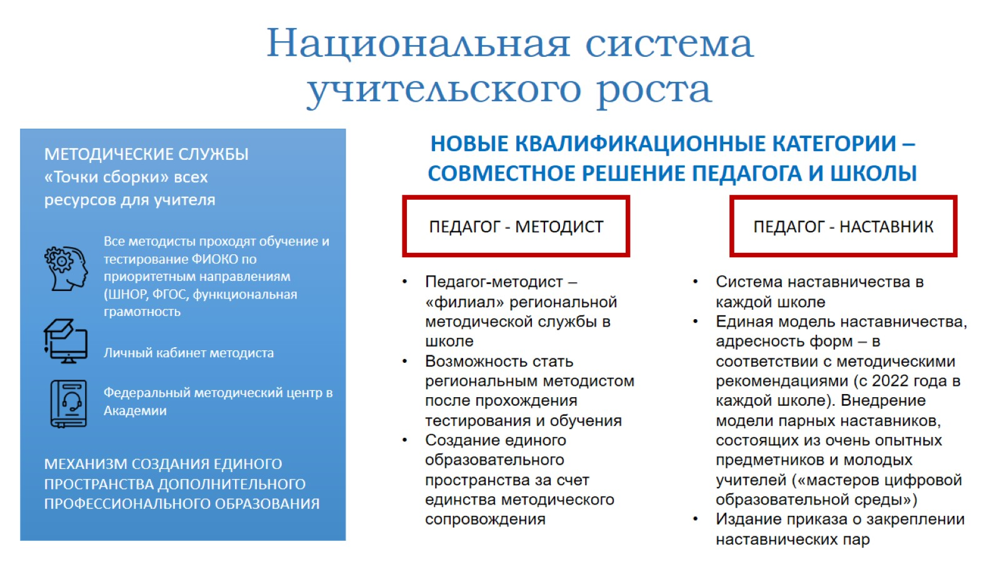 Национальная система
учительского роста
МЕТОДИЧЕСКИЕ СЛУЖБЫ
«Точки сборки» всех
ресурсов для учителя
Все методисты проходят обучение и
тестирование ФИОКО по
приоритетным направлениям
(ШНОР, ФГОС, функциональная
грамотность
Личный кабинет методиста
Федеральный методический центр в
Академии
МЕХАНИЗМ СОЗДАНИЯ ЕДИНОГО
ПРОСТРАНСТВА ДОПОЛНИТЕЛЬНОГО
ПРОФЕССИОНАЛЬНОГО ОБРАЗОВАНИЯ
НОВЫЕ КВАЛИФИКАЦИОННЫЕ КАТЕГОРИИ –
СОВМЕСТНОЕ РЕШЕНИЕ ПЕДАГОГА И ШКОЛЫ
ПЕДАГОГ - МЕТОДИСТ
• Педагог-методист –
«филиал» региональной
методической службы в
школе
• Возможность стать
региональным методистом
после прохождения
тестирования и обучения
• Создание единого
образовательного
пространства за счет
единства методического
сопровождения
ПЕДАГОГ - НАСТАВНИК
• Система наставничества в
каждой школе
• Единая модель наставничества,
адресность форм – в
соответствии с методическими
рекомендациями (с 2022 года в
каждой школе). Внедрение
модели парных наставников,
состоящих из очень опытных
предметников и молодых
учителей («мастеров цифровой
образовательной среды»)
• Издание приказа о закреплении
наставнических пар